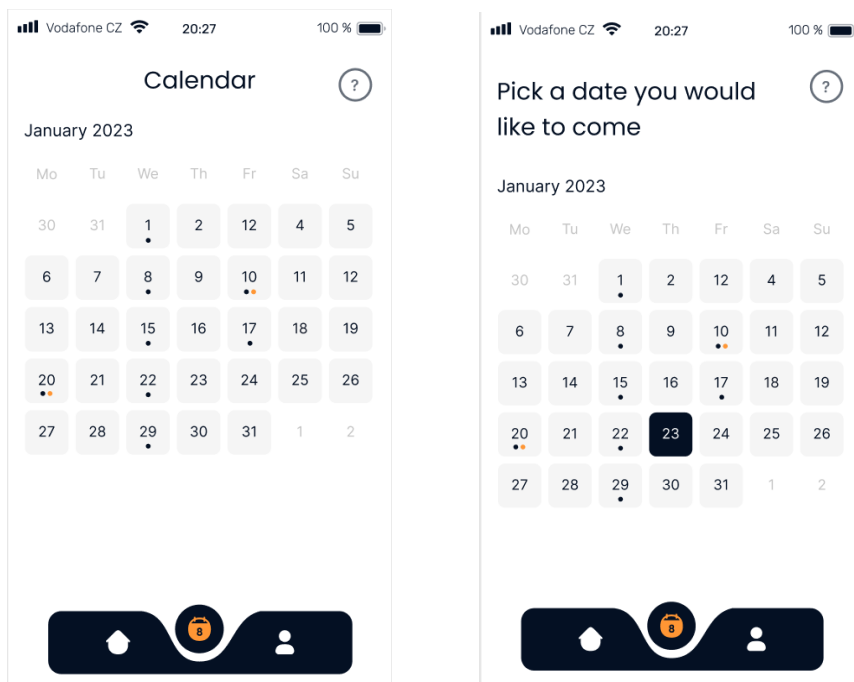 Vodafone CZ 20:27 100 %
Calendar ?
January 2023
Mo Tu We Th Fr Sa Su
30 31 1 2 12 4 5
6 7 8 9 10 11 12
13 14 15 16 17 18 19
20 21 22 23 24 25 26
27 28 29 30 31 1 2
8
Vodafone CZ 20:27 100 %
Pick a date you would ?
like to come
January 2023
Mo Tu We Th Fr Sa Su
30 31 1 2 12 4 5
6 7 8 9 10 11 12
13 14 15 16 17 18 19
20 21 22 23 24 25 26
27 28 29 30 31 1 2
8